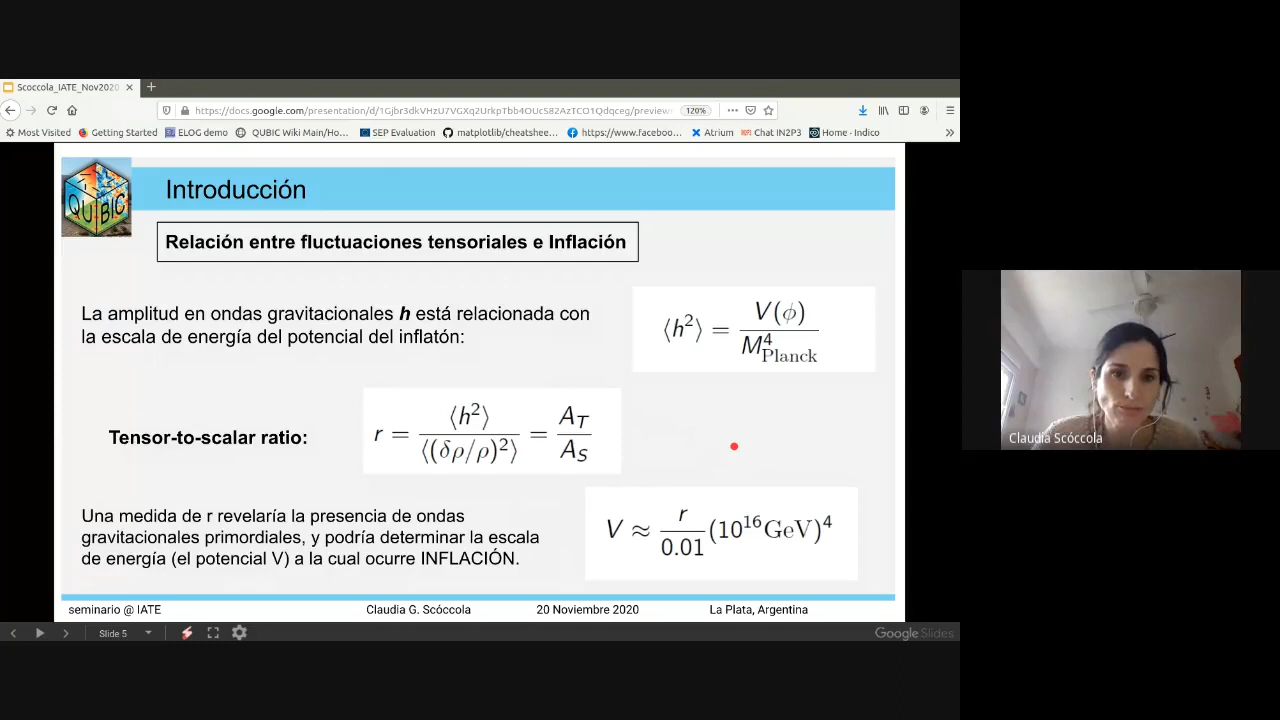 Scoccola_IATE_Nov2020
https://docs.google.com/presentation/d/1Gjbr3dkVHzU7VGXq2UrkpTbb4OUcS82AzTCO1Qdqceg/preview
120%
Most Visited Getting Started ELOG demo QUBIC Wiki Main/Ho... SEP Evaluation matplotlib/cheatshee... https://www.faceboo... Atrium Chat IN2P3 Home · Indico
QUBIC
Introducción
Relación entre fluctuaciones tensoriales e Inflación
La amplitud en ondas gravitacionales h está relacionada con
la escala de energía del potencial del inflatón:
⟨h²⟩ = V(ϕ) / M⁴_Planck
Tensor-to-scalar ratio:
r = ⟨h²⟩ / ⟨(δρ/ρ)²⟩ = A_T / A_S
Una medida de r revelaría la presencia de ondas
gravitacionales primordiales, y podría determinar la escala
de energía (el potencial V) a la cual ocurre INFLACIÓN.
V ≈ r / 0.01 (10¹⁶GeV)⁴
seminario @ IATE Claudia G. Scóccola 20 Noviembre 2020 La Plata, Argentina
Slide 5
Google Slides
Claudia Scóccola